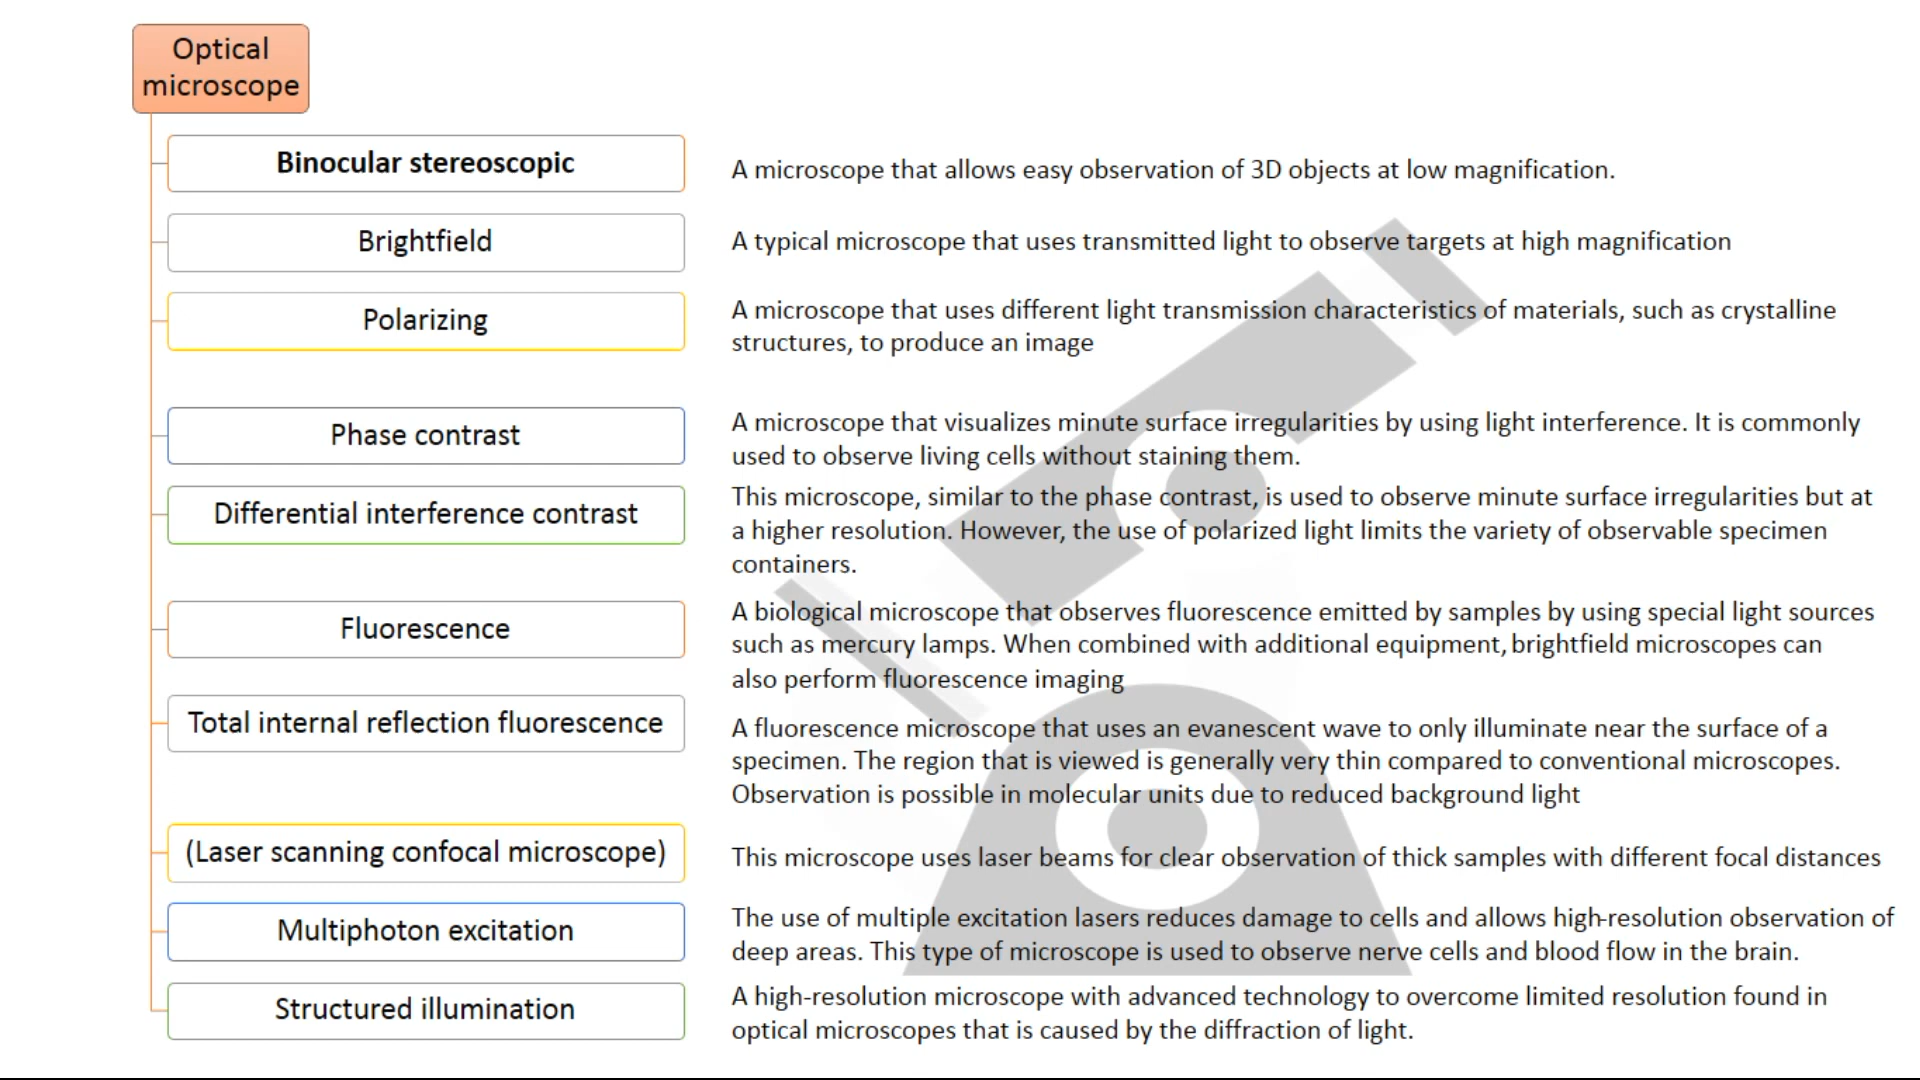 Optical
microscope
Binocular stereoscopic
A microscope that allows easy observation of 3D objects at low magnification.
Brightfield
A typical microscope that uses transmitted light to observe targets at high magnification
Polarizing
A microscope that uses different light transmission characteristics of materials, such as crystalline
structures, to produce an image
Phase contrast
A microscope that visualizes minute surface irregularities by using light interference. It is commonly
used to observe living cells without staining them.
Differential interference contrast
This microscope, similar to the phase contrast, is used to observe minute surface irregularities but at
a higher resolution. However, the use of polarized light limits the variety of observable specimen
containers.
Fluorescence
A biological microscope that observes fluorescence emitted by samples by using special light sources
such as mercury lamps. When combined with additional equipment, brightfield microscopes can
also perform fluorescence imaging
Total internal reflection fluorescence
A fluorescence microscope that uses an evanescent wave to only illuminate near the surface of a
specimen. The region that is viewed is generally very thin compared to conventional microscopes.
Observation is possible in molecular units due to reduced background light
(Laser scanning confocal microscope)
This microscope uses laser beams for clear observation of thick samples with different focal distances
Multiphoton excitation
The use of multiple excitation lasers reduces damage to cells and allows high-resolution observation of
deep areas. This type of microscope is used to observe nerve cells and blood flow in the brain.
Structured illumination
A high-resolution microscope with advanced technology to overcome limited resolution found in
optical microscopes that is caused by the diffraction of light.